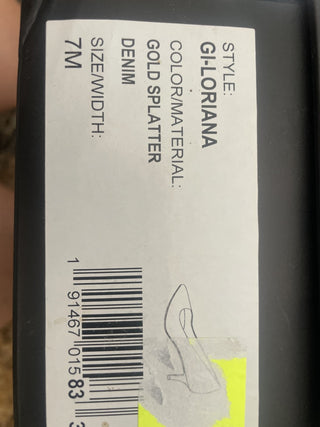 STYLE:
GI-LORIANA
COLOR/MATERIAL:
GOLD SPLATTER
DENIM
SIZE/WIDTH:
7M
1 91467 01583